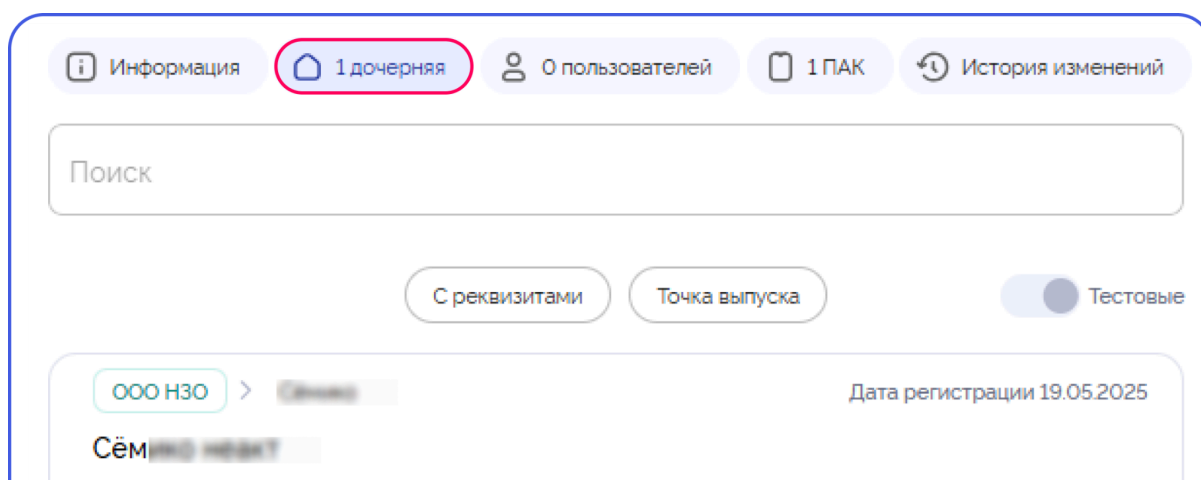 Информация 1 дочерняя 0 пользователей 1 ПАК История изменений
Поиск
С реквизитами Точка выпуска Тестовые
ООО НЗО > Дата регистрации 19.05.2025
Сём